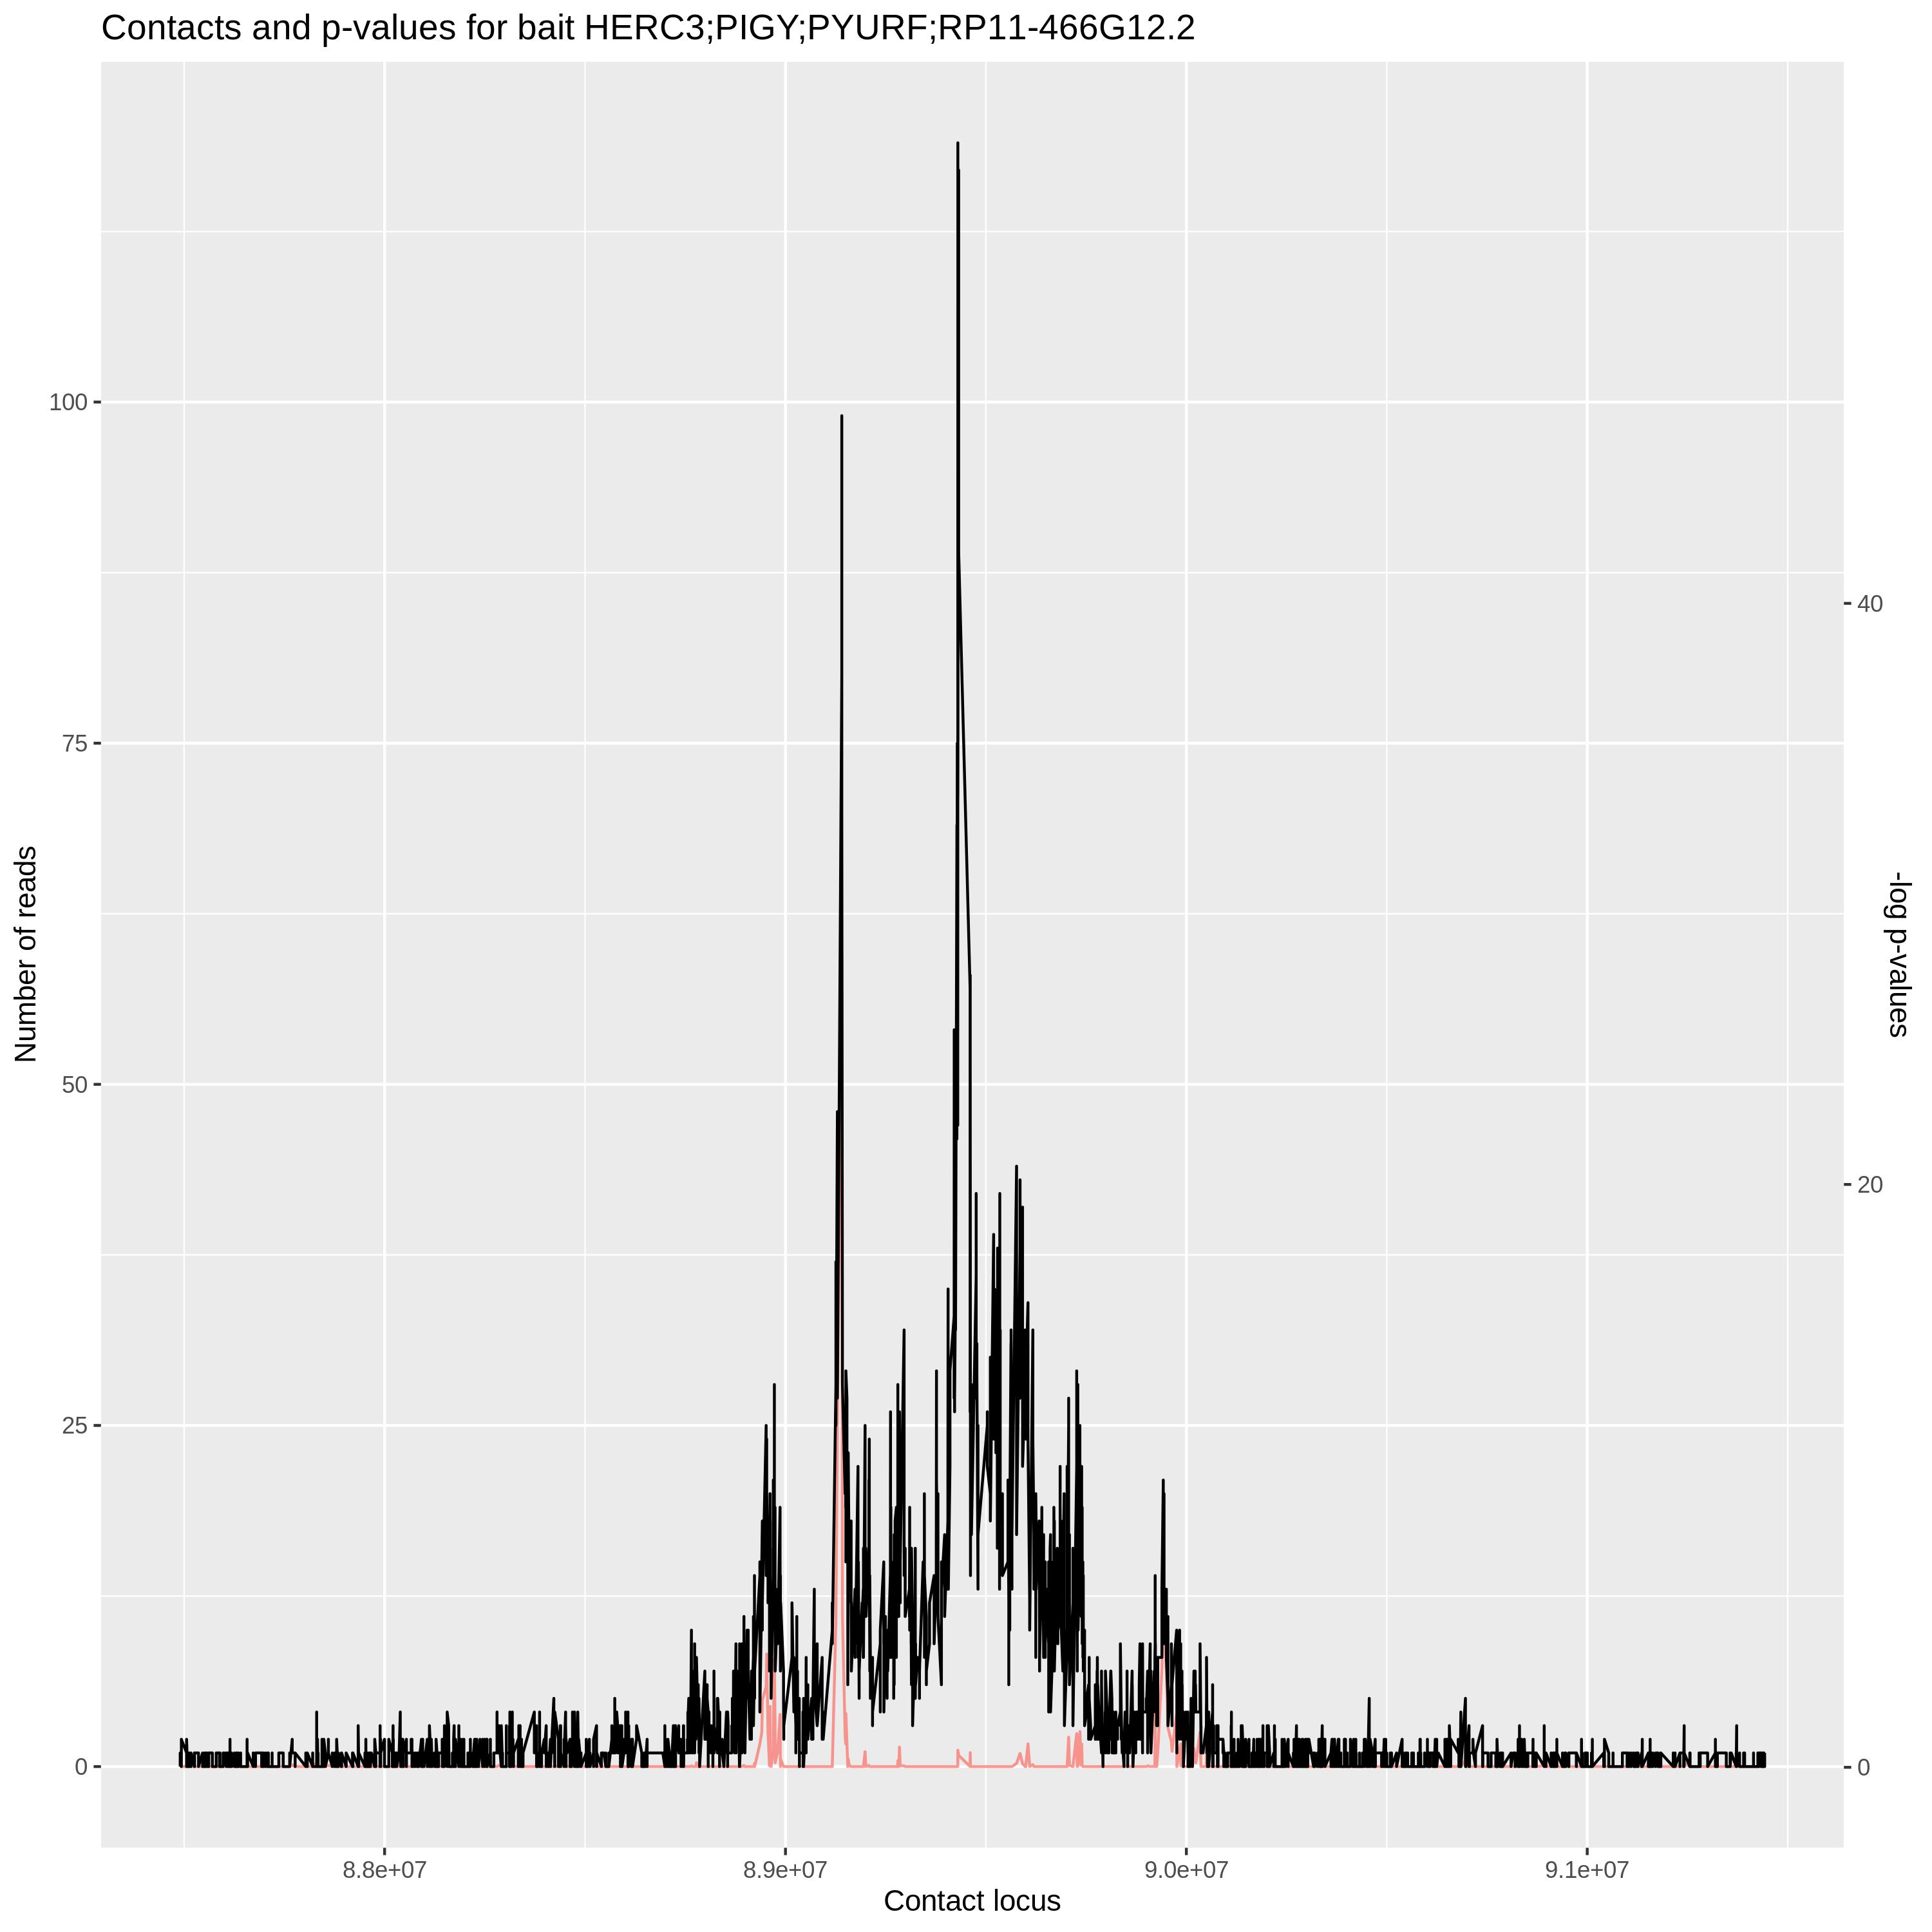 Contacts and p-values for bait HERC3;PIGY;PYURF;RP11-466G12.2
100
75
50
25
0
Number of reads
40
20
0
-log p-values
8.8e+07 8.9e+07 9.0e+07 9.1e+07
Contact locus